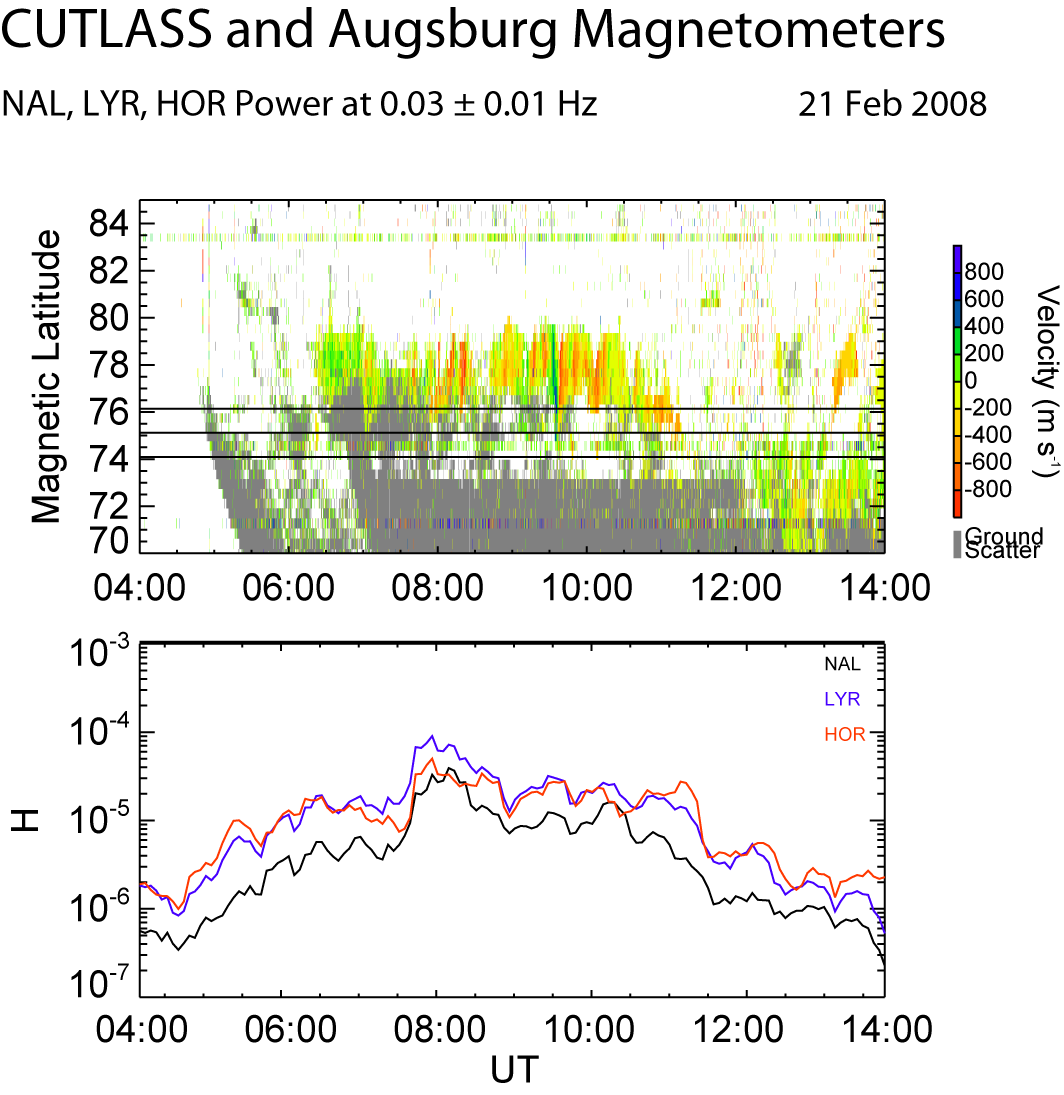 CUTLASS and Augsburg Magnetometers
NAL, LYR, HOR Power at 0.03 ± 0.01 Hz 21 Feb 2008
Magnetic Latitude
84
82
80
78
76
74
72
70
04:00 06:00 08:00 10:00 12:00 14:00
800
600
400
200
0
-200
-400
-600
-800
Velocity (m s-1)
Ground
Scatter
H
10-3
10-4
10-5
10-6
10-7
NAL
LYR
HOR
04:00 06:00 08:00 10:00 12:00 14:00
UT